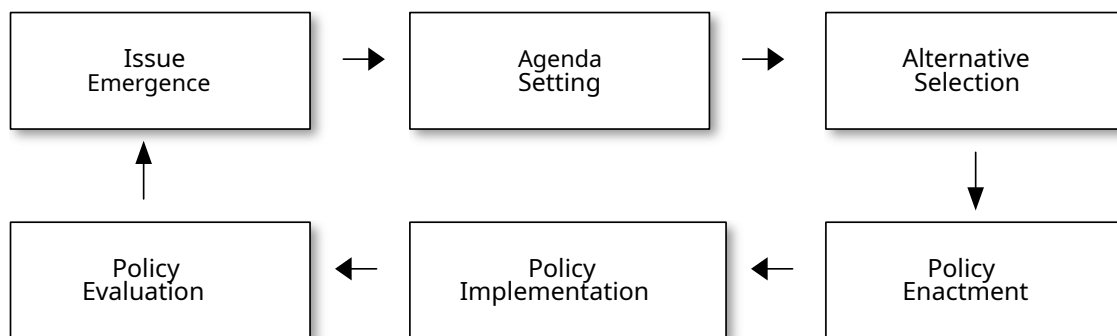 Issue
Emergence
Agenda
Setting
Alternative
Selection
Policy
Evaluation
Policy
Implementation
Policy
Enactment